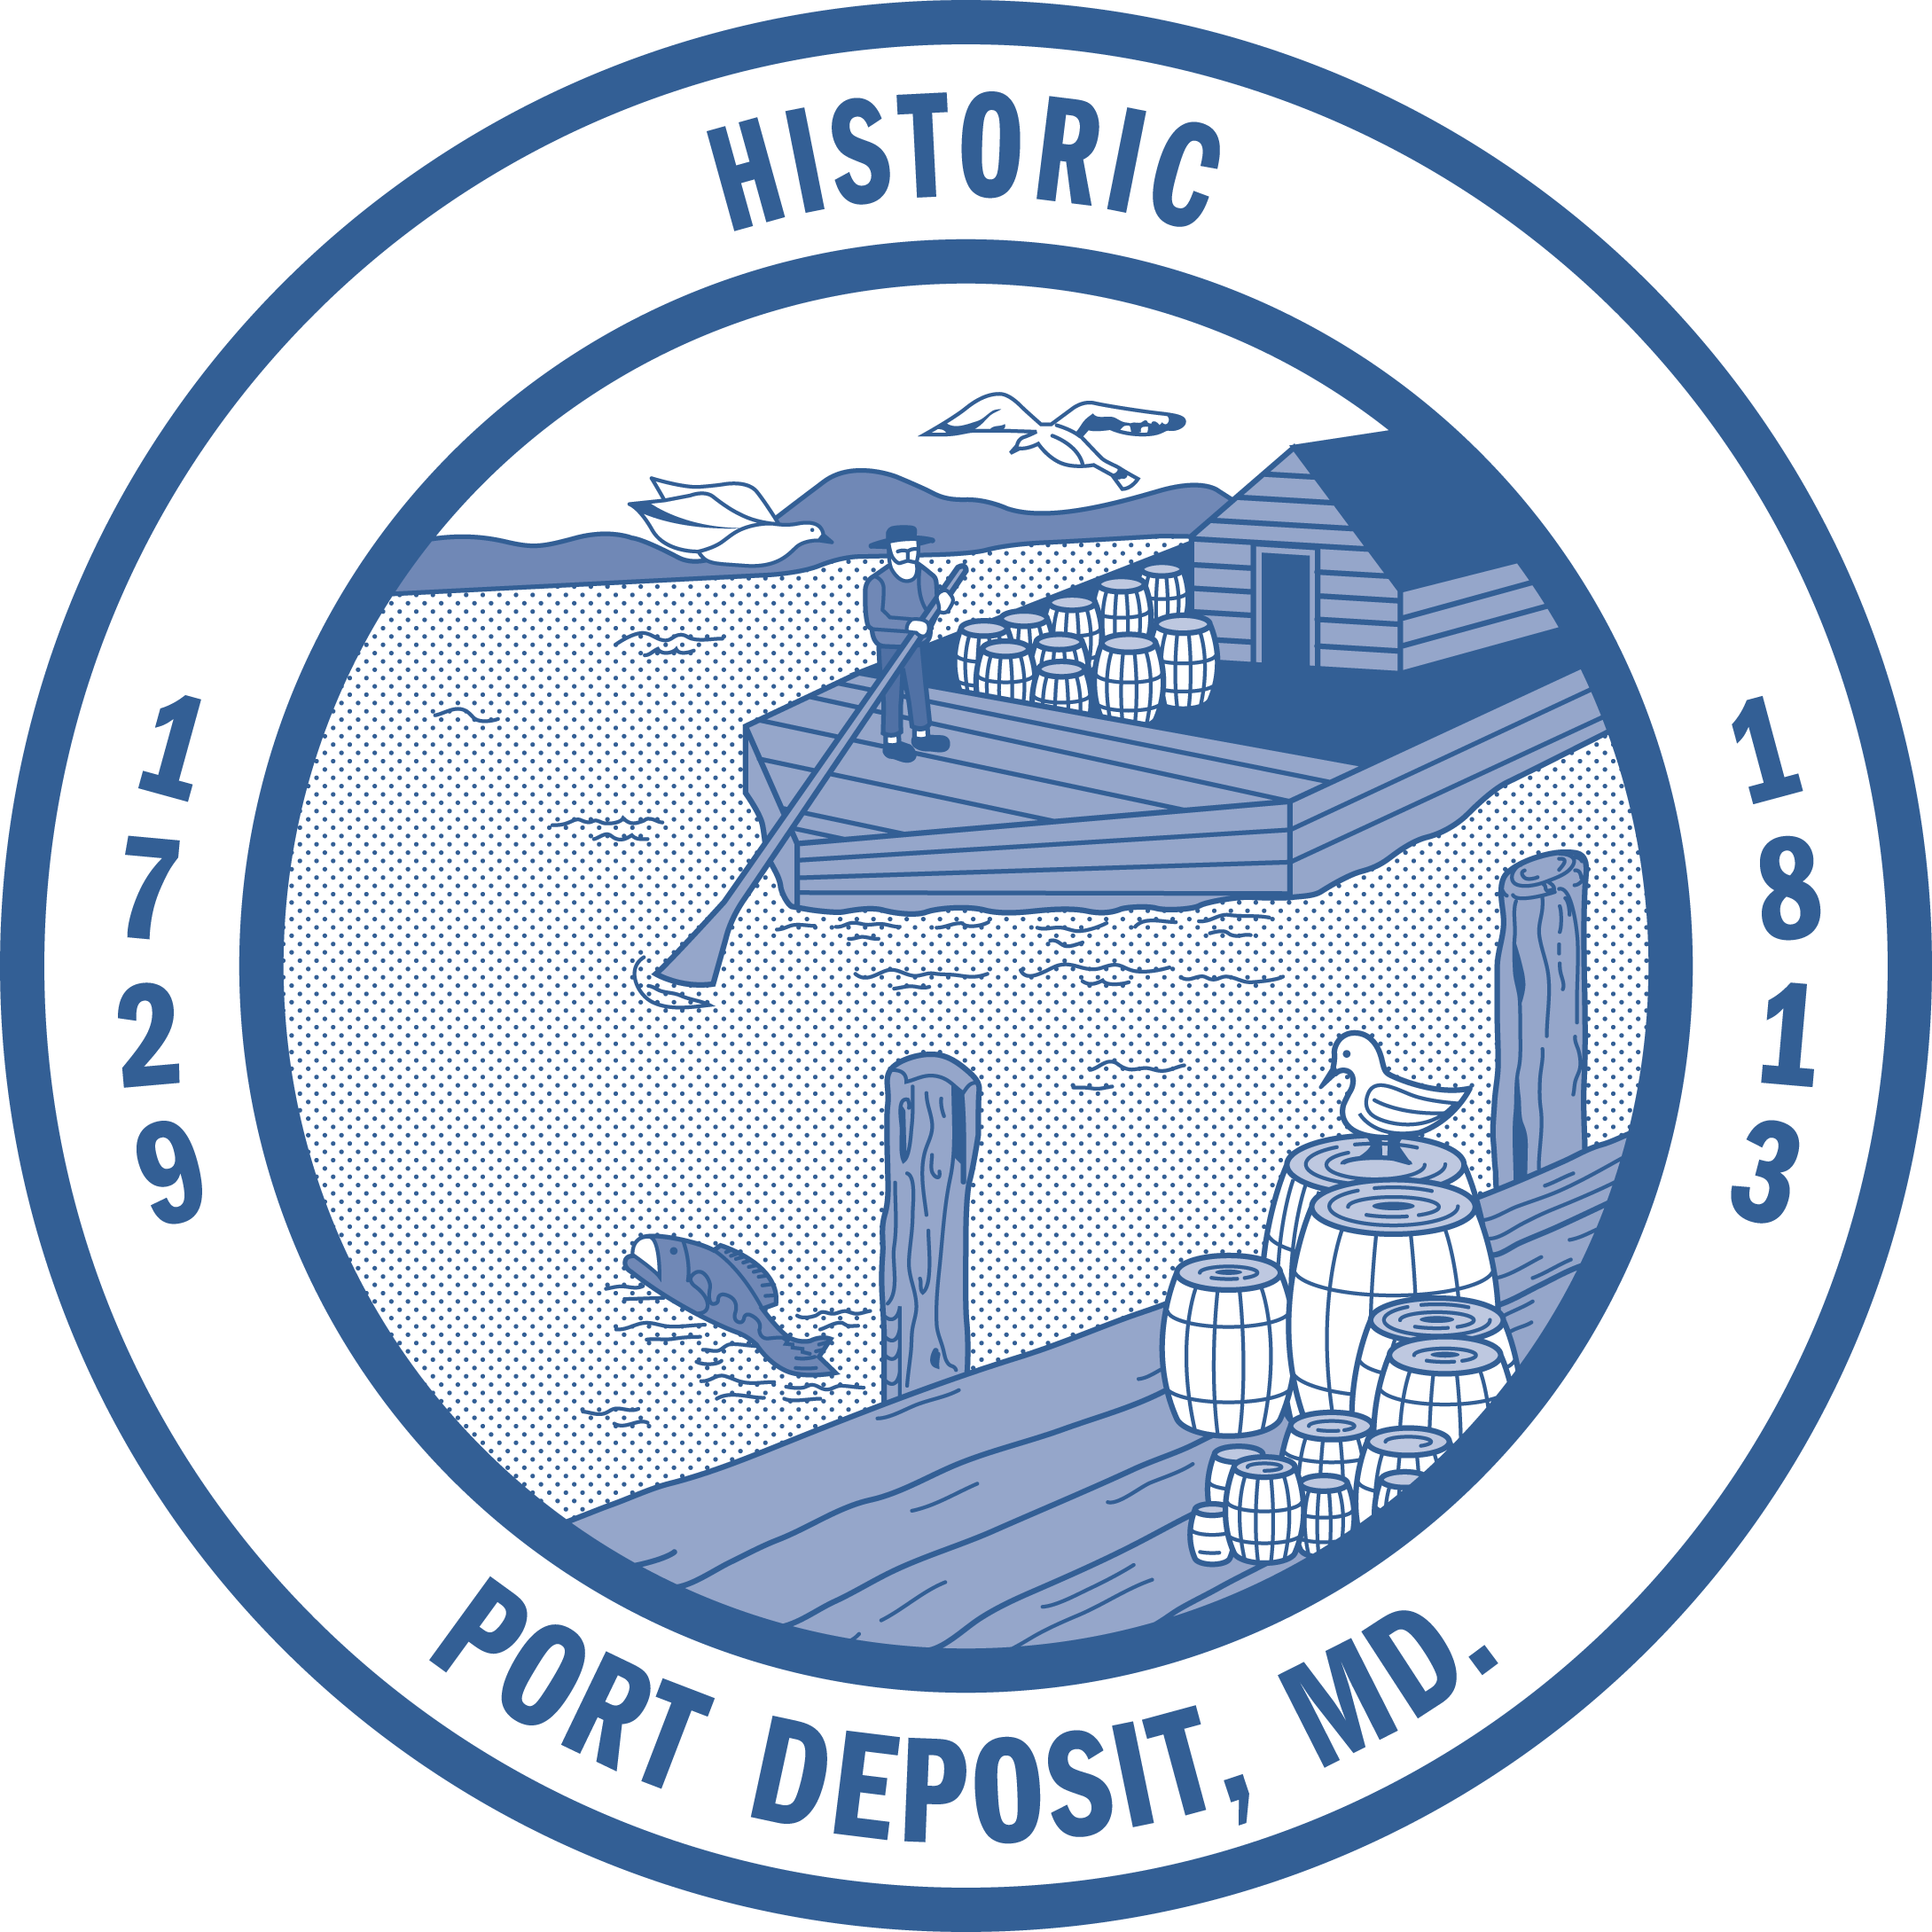 HISTORIC
1729
1813
PORT DEPOSIT, MD.